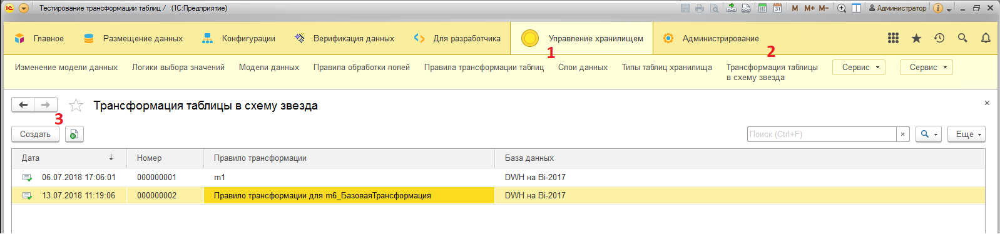 Тестирование трансформации таблиц / (1С:Предприятие)
M M+ M- Администратор
Главное Размещение данных Конфигурации Верификация данных Для разработчика Управление хранилищем Администрирование
1 2
Изменение модели данных Логики выбора значений Модели данных Правила обработки полей Правила трансформации таблиц Слои данных Типы таблиц хранилища Трансформация таблицы Сервис Сервис
в схему звезда
Трансформация таблицы в схему звезда
3
Создать Поиск (Ctrl+F) Еще
Дата Номер Правило трансформации База данных
06.07.2018 17:06:01 000000001 m1 DWH на Bi-2017
13.07.2018 11:19:06 000000002 Правило трансформации для m6_БазоваяТрансформация DWH на Bi-2017